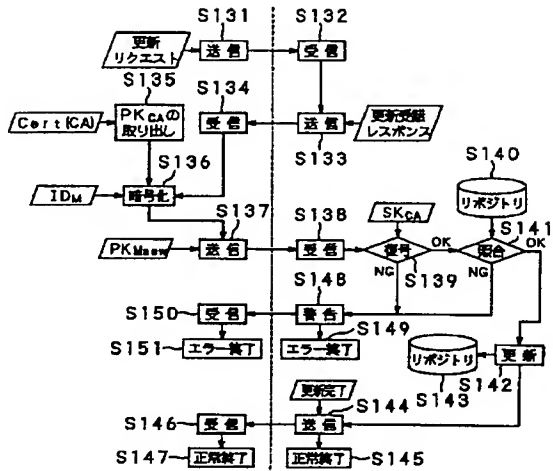 S131
S132
更新
リクエスト
送信
受信
S135
S134
Cert(CA)
PKCAの
取り出し
受信
送信
更新受諾
レスポンス
S136
S133
S140
IDM
暗号化
リポジトリ
S137
S138
SKCA
S141
PKMnew
送信
受信
復号
OK
照合
OK
S139
NG
NG
S148
S150
受信
警告
S149
S151
エラー終了
エラー終了
リポジトリ
更新
S142
S143
更新完了
S144
S146
受信
送信
S147
正常終了
正常終了
S145